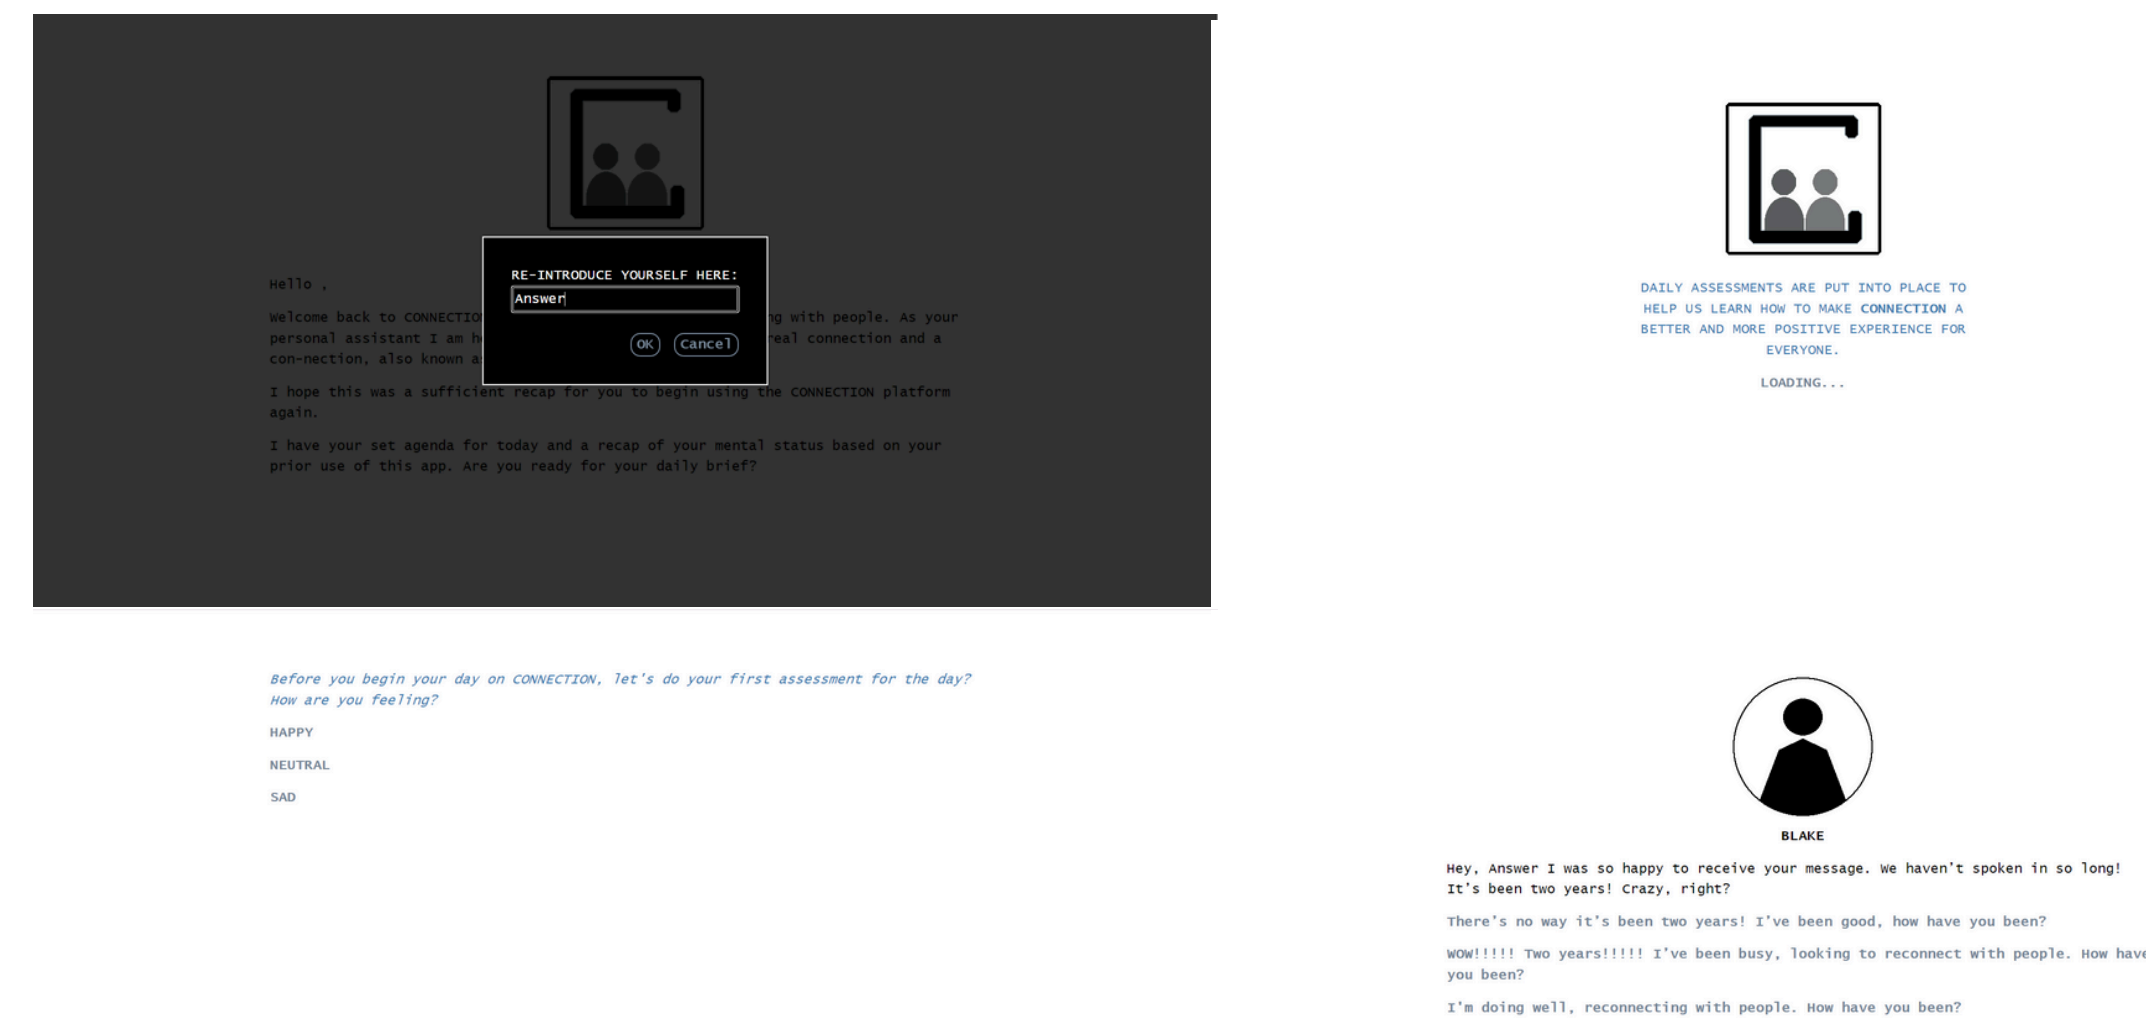 Hello ,
RE-INTRODUCE YOURSELF HERE:
Answer
OK Cancel
Welcome back to CONNECTIO ng with people. As your
personal assistant I am h real connection and a
con-nection, also known a
I hope this was a sufficient recap for you to begin using the CONNECTION platform
again.
I have your set agenda for today and a recap of your mental status based on your
prior use of this app. Are you ready for your daily brief?
DAILY ASSESSMENTS ARE PUT INTO PLACE TO
HELP US LEARN HOW TO MAKE CONNECTION A
BETTER AND MORE POSITIVE EXPERIENCE FOR
EVERYONE.
LOADING...
Before you begin your day on CONNECTION, let's do your first assessment for the day?
How are you feeling?
HAPPY
NEUTRAL
SAD
BLAKE
Hey, Answer I was so happy to receive your message. We haven't spoken in so long!
It's been two years! Crazy, right?
There's no way it's been two years! I've been good, how have you been?
WOW!!!!! Two years!!!!! I've been busy, looking to reconnect with people. How have
you been?
I'm doing well, reconnecting with people. How have you been?